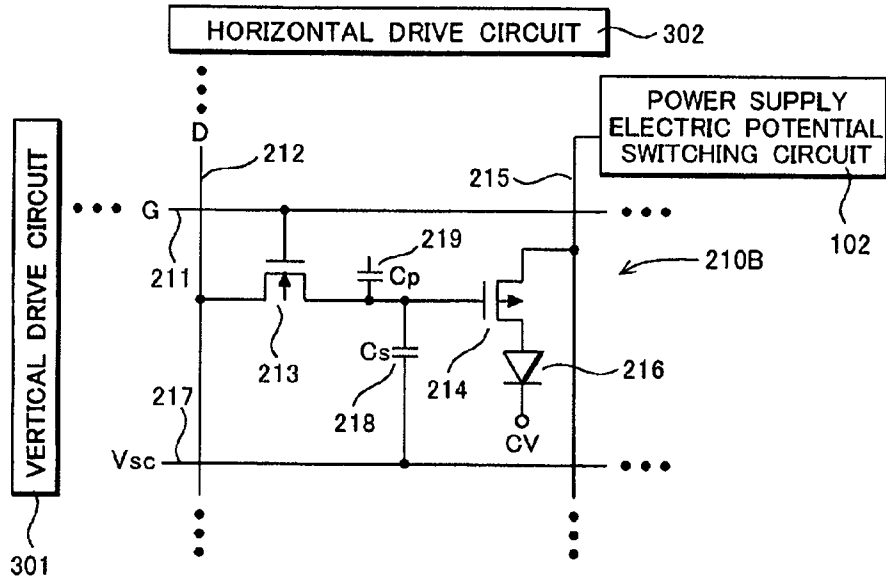 HORIZONTAL DRIVE CIRCUIT
302
POWER SUPPLY
ELECTRIC POTENTIAL
SWITCHING CIRCUIT
102
VERTICAL DRIVE CIRCUIT
301
D
212
215
G
211
219
Cp
210B
213
Cs
218
214
216
CV
217
Vsc